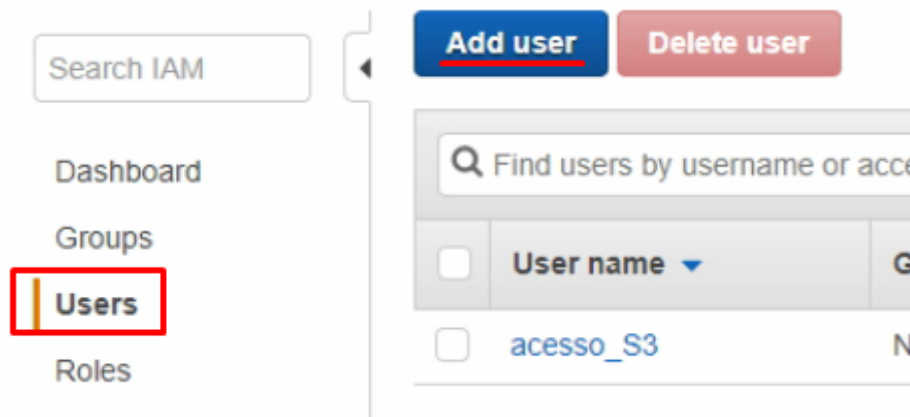 Search IAM
Dashboard
Groups
Users
Roles
Add user Delete user
Find users by username or acce
User name G
acesso_S3 N